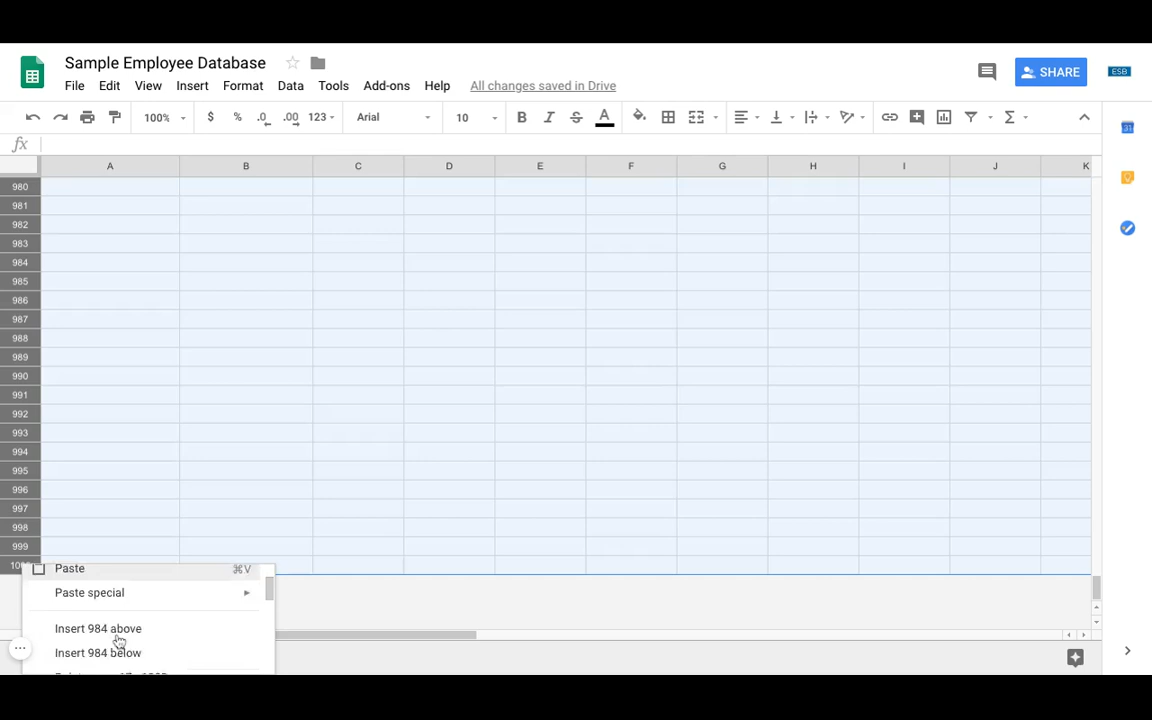 Sample Employee Database
File Edit View Insert Format Data Tools Add-ons Help All changes saved in Drive
SHARE
ESB
100% $ % .0 .00 123 Arial 10 B I S A
fx
A B C D E F G H I J K
980
981
982
983
984
985
986
987
988
989
990
991
992
993
994
995
996
997
998
999
Paste ⌘V
Paste special
Insert 984 above
Insert 984 below